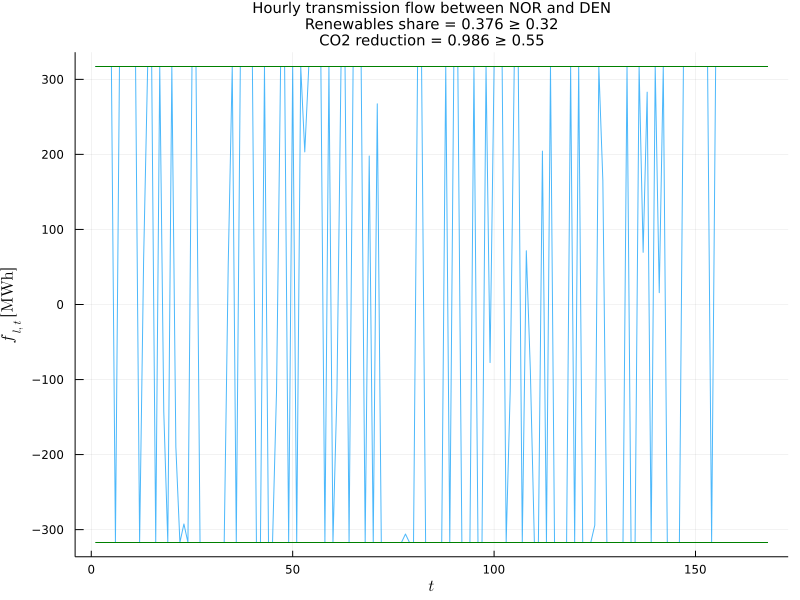 Hourly transmission flow between NOR and DEN
Renewables share = 0.376 ≥ 0.32
CO2 reduction = 0.986 ≥ 0.55
300
200
100
0
−100
−200
−300
f l,t [MWh]
0
50
100
150
t